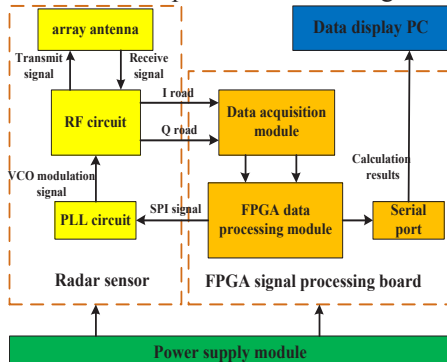 array antenna
Data display PC
Transmit
signal
Receive
signal
I road
RF circuit
Data acquisition
module
Q road
VCO modulation
signal
Calculation
results
PLL circuit
SPI signal
FPGA data
processing module
Serial
port
Radar sensor
FPGA signal processing board
Power supply module